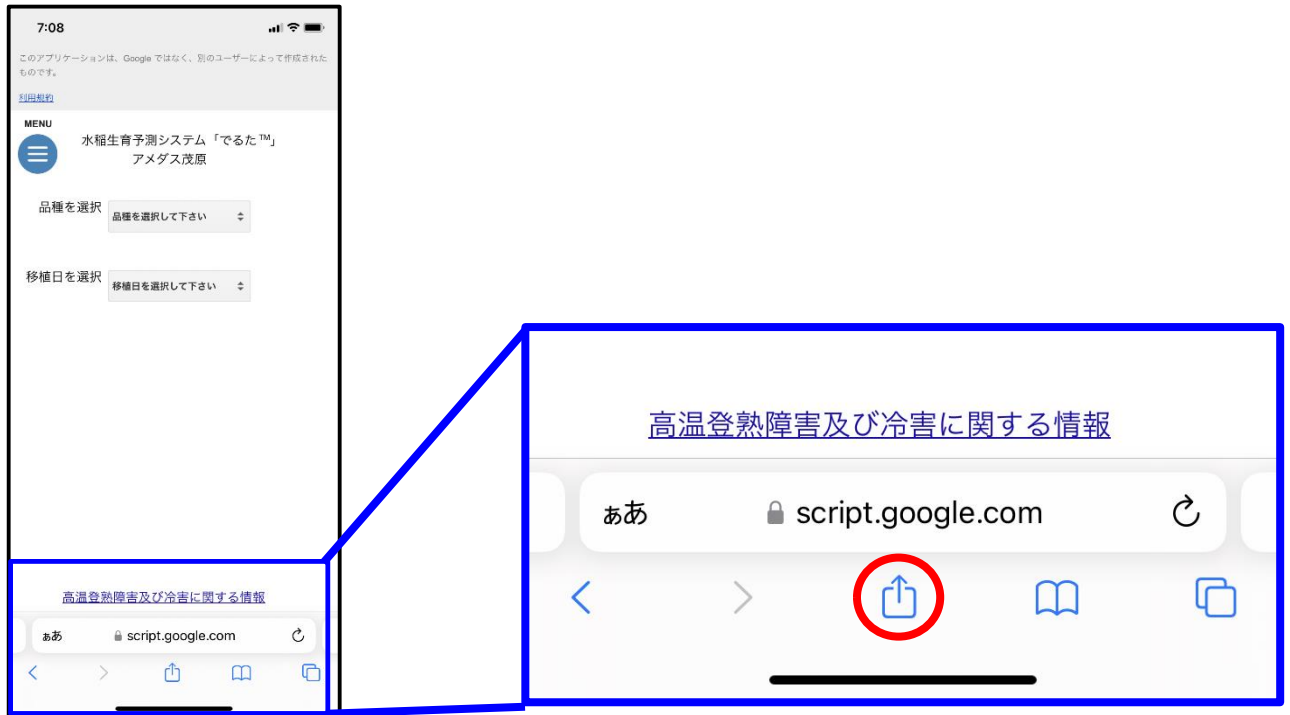 7:08
このアプリケーションは、Google ではなく、別のユーザーによって作成された
ものです。
利用規約
MENU
水稲生育予測システム「でるた™」
アメダス茂原
品種を選択
品種を選択して下さい
移植日を選択
移植日を選択して下さい
高温登熟障害及び冷害に関する情報
ぁあ
script.google.com
高温登熟障害及び冷害に関する情報
ぁあ
script.google.com